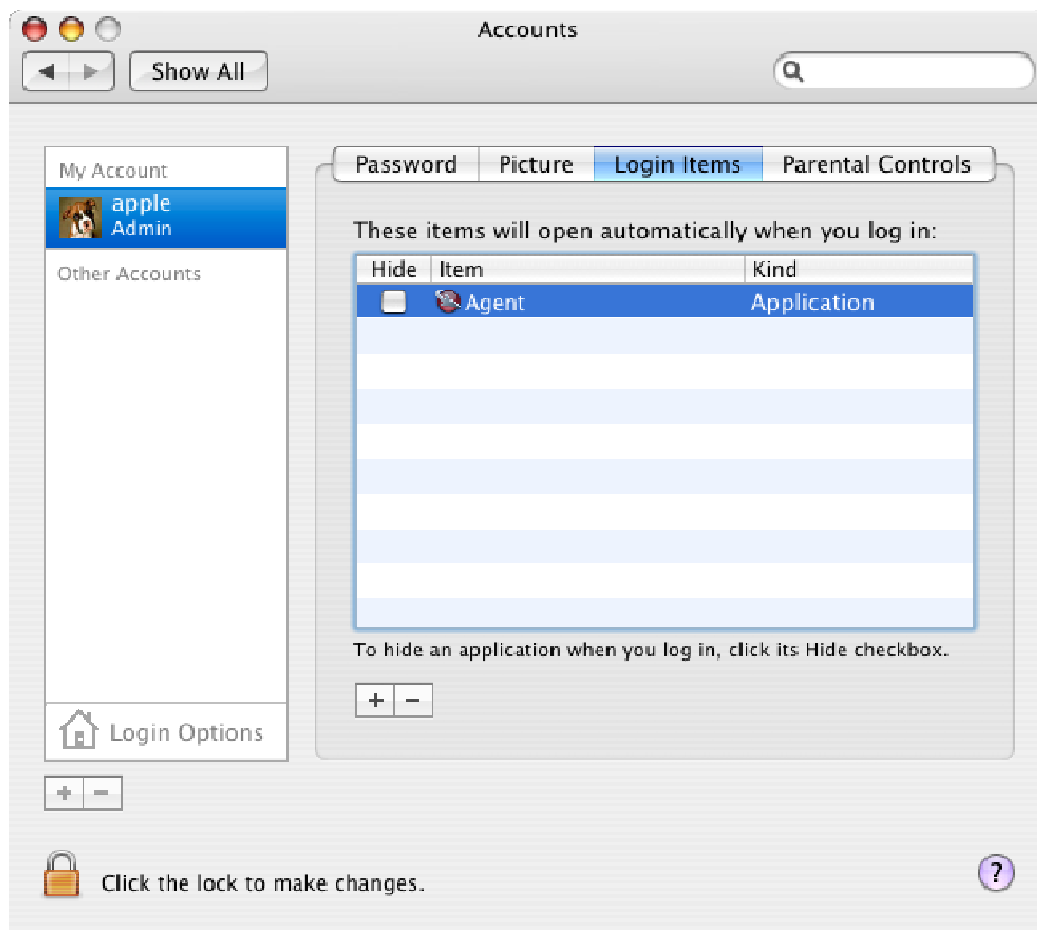 Accounts
Show All
My Account
apple
Admin
Other Accounts
Login Options
Password Picture Login Items Parental Controls
These items will open automatically when you log in:
Hide Item Kind
Agent Application
To hide an application when you log in, click its Hide checkbox.
+ −
+ −
Click the lock to make changes.
?